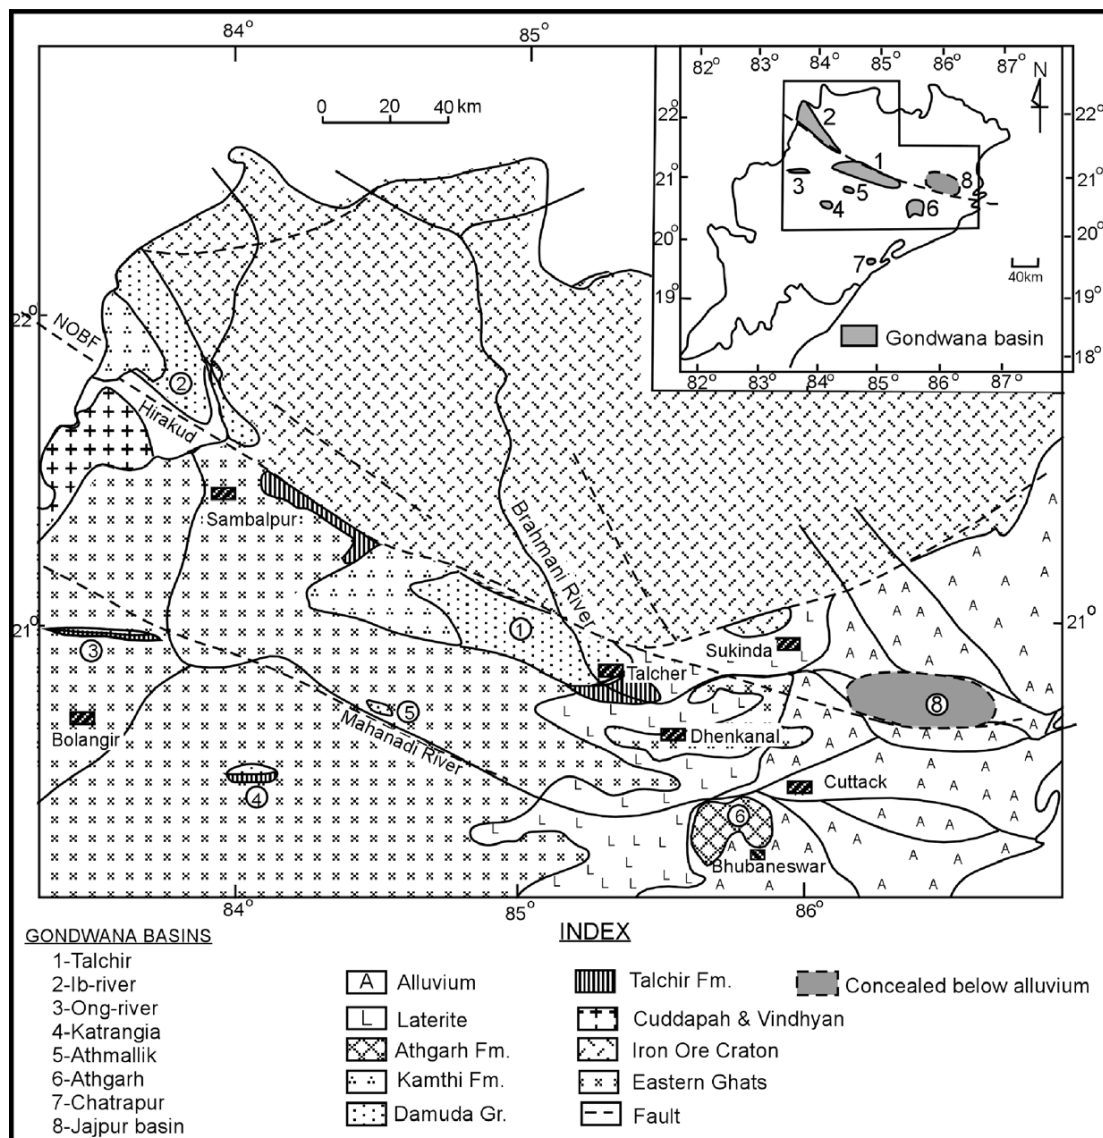 84°
85°
0 20 40 km
82° 83° 84° 85° 86° 87°
N
22°
22°
2
1
21°
3
5
8
21°
4
6
20°
20°
7
40km
19°
19°
Gondwana basin
18°
82° 83° 84° 85° 86° 87°
22°
NOBF
2
Hirakud
Sambalpur
Brahmani River
21°
21°
1
3
Sukinda
Talcher
5
8
Bolangir
Mahanadi River
Dhenkanal
4
Cuttack
6
Bhubaneswar
84°
85°
86°
GONDWANA BASINS
1-Talchir
2-Ib-river
3-Ong-river
4-Katrangia
5-Athmallik
6-Athgarh
7-Chatrapur
8-Jajpur basin
INDEX
A Alluvium
L Laterite
Athgarh Fm.
Kamthi Fm.
Damuda Gr.
Talchir Fm.
Cuddapah & Vindhyan
Iron Ore Craton
Eastern Ghats
Fault
Concealed below alluvium